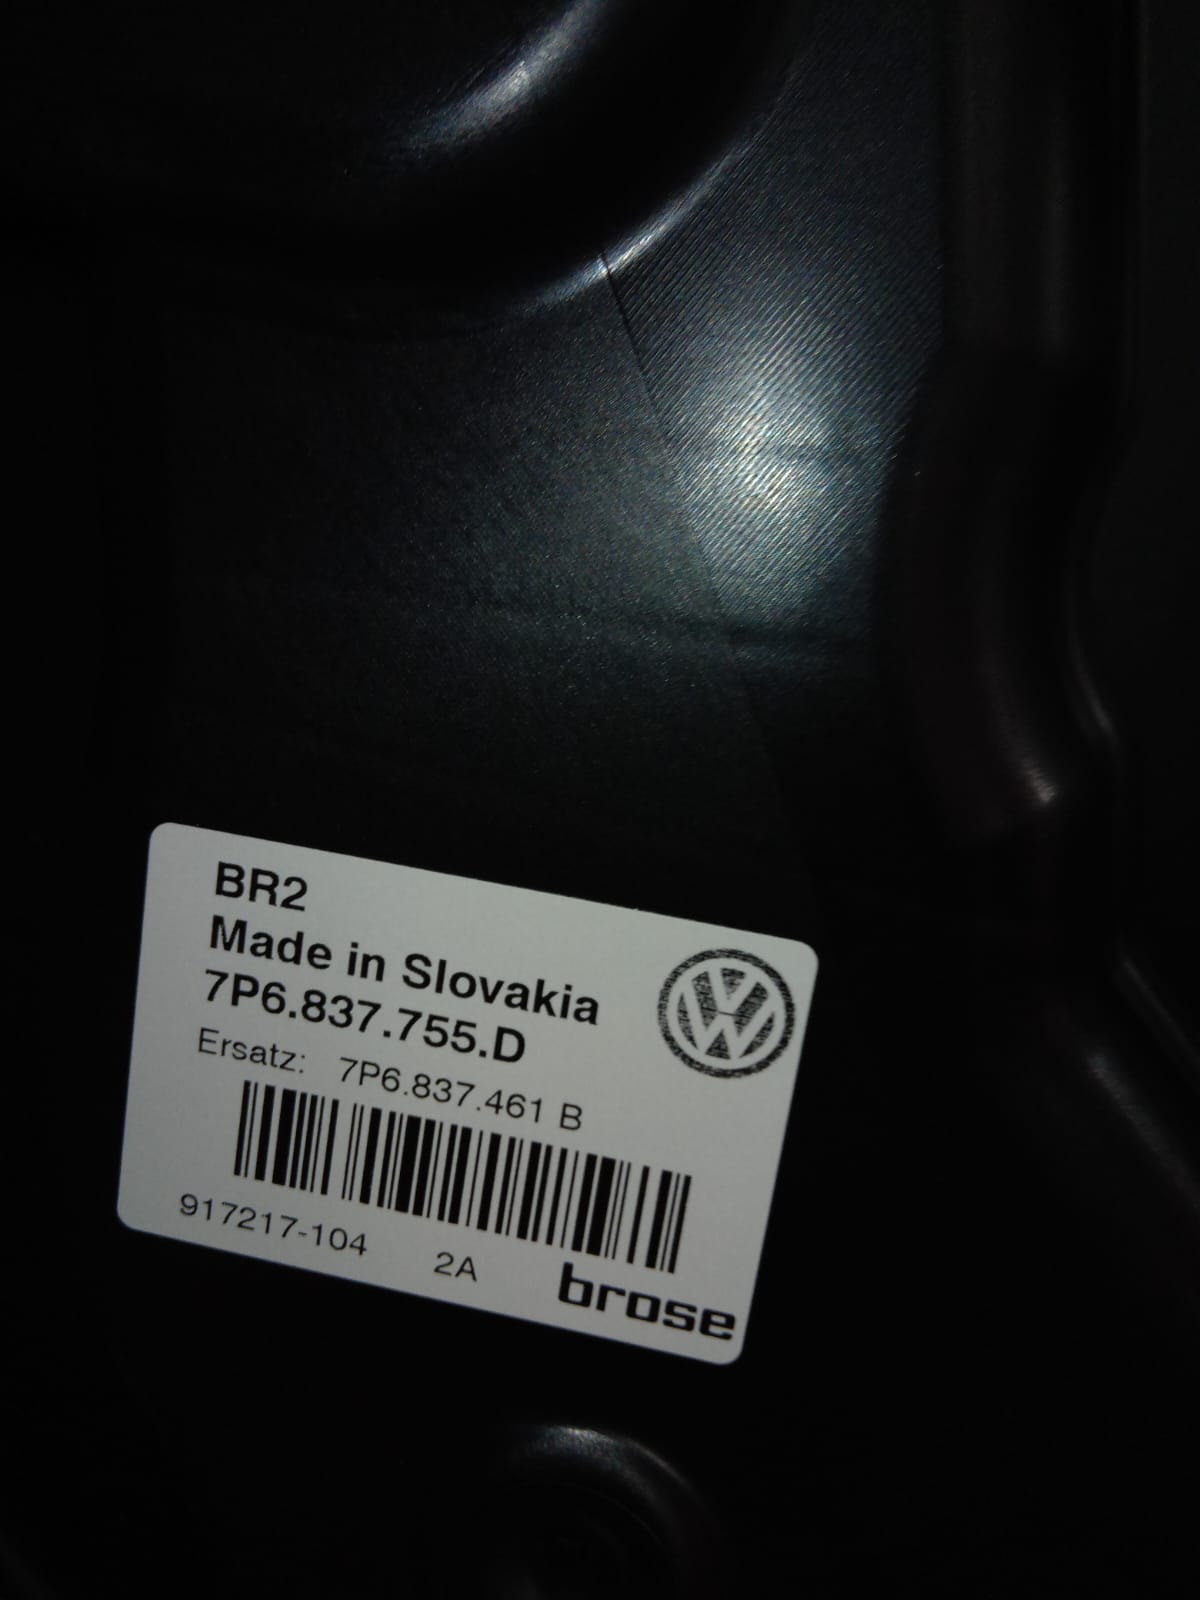 BR2
Made in Slovakia
7P6.837.755.D
Ersatz: 7P6.837.461 B
917217-104 2A
brose